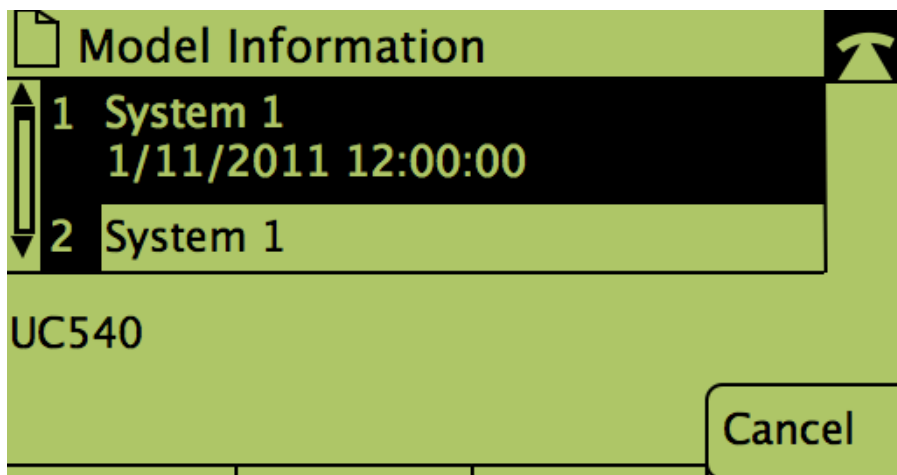 Model Information
1 System 1
1/11/2011 12:00:00
2 System 1
UC540
Cancel